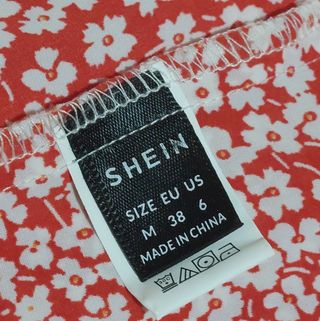 SHEIN
SIZE EU US
M 38 6
MADE IN CHINA